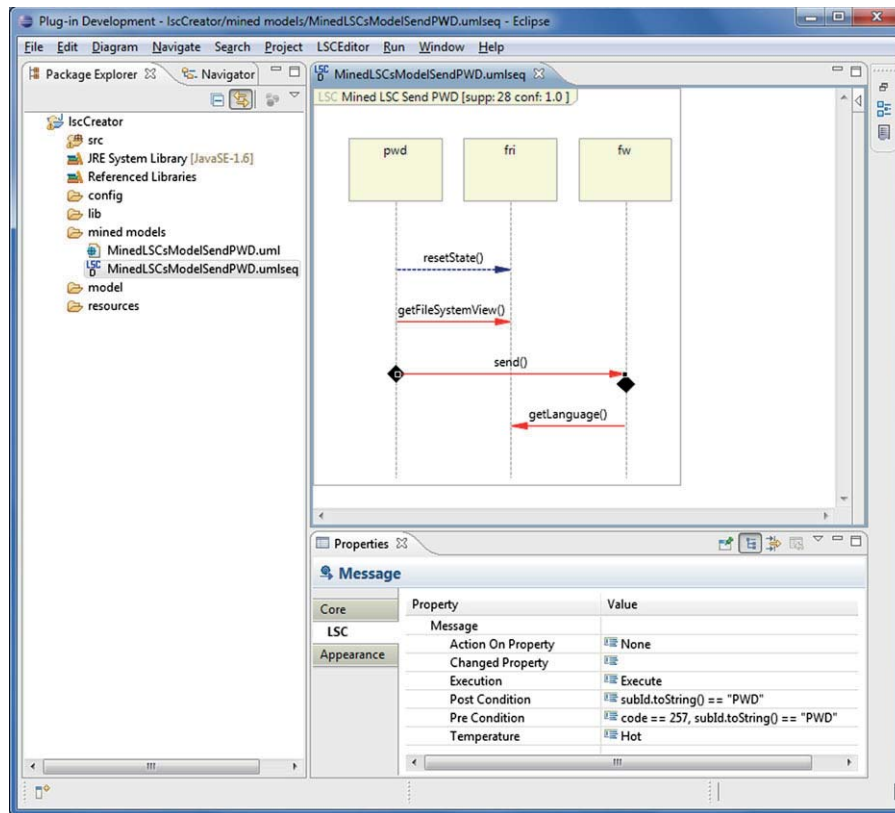 Plug-in Development - lscCreator/mined models/MinedLSCsModelSendPWD.umlseq - Eclipse
File Edit Diagram Navigate Search Project LSCEditor Run Window Help
Package Explorer Navigator
lscCreator
src
JRE System Library [JavaSE-1.6]
Referenced Libraries
config
lib
mined models
MinedLSCsModelSendPWD.uml
LSC MinedLSCsModelSendPWD.umlseq
model
resources
LSC MinedLSCsModelSendPWD.umlseq
LSC Mined LSC Send PWD [supp: 28 conf: 1.0 ]
pwd fri fw
resetState()
getFileSystemView()
send()
getLanguage()
Properties
Message
Core
LSC
Appearance
Property Value
Message
Action On Property None
Changed Property
Execution Execute
Post Condition subId.toString() == "PWD"
Pre Condition code == 257, subId.toString() == "PWD"
Temperature Hot